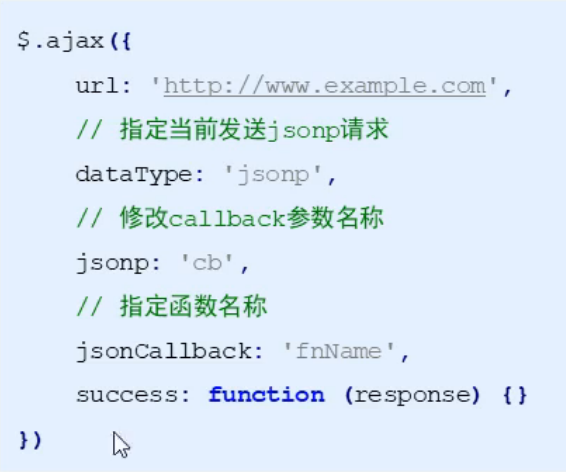 $.ajax({
url: 'http://www.example.com',
// 指定当前发送jsonp请求
dataType: 'jsonp',
// 修改callback参数名称
jsonp: 'cb',
// 指定函数名称
jsonCallback: 'fnName',
success: function (response) {}
})